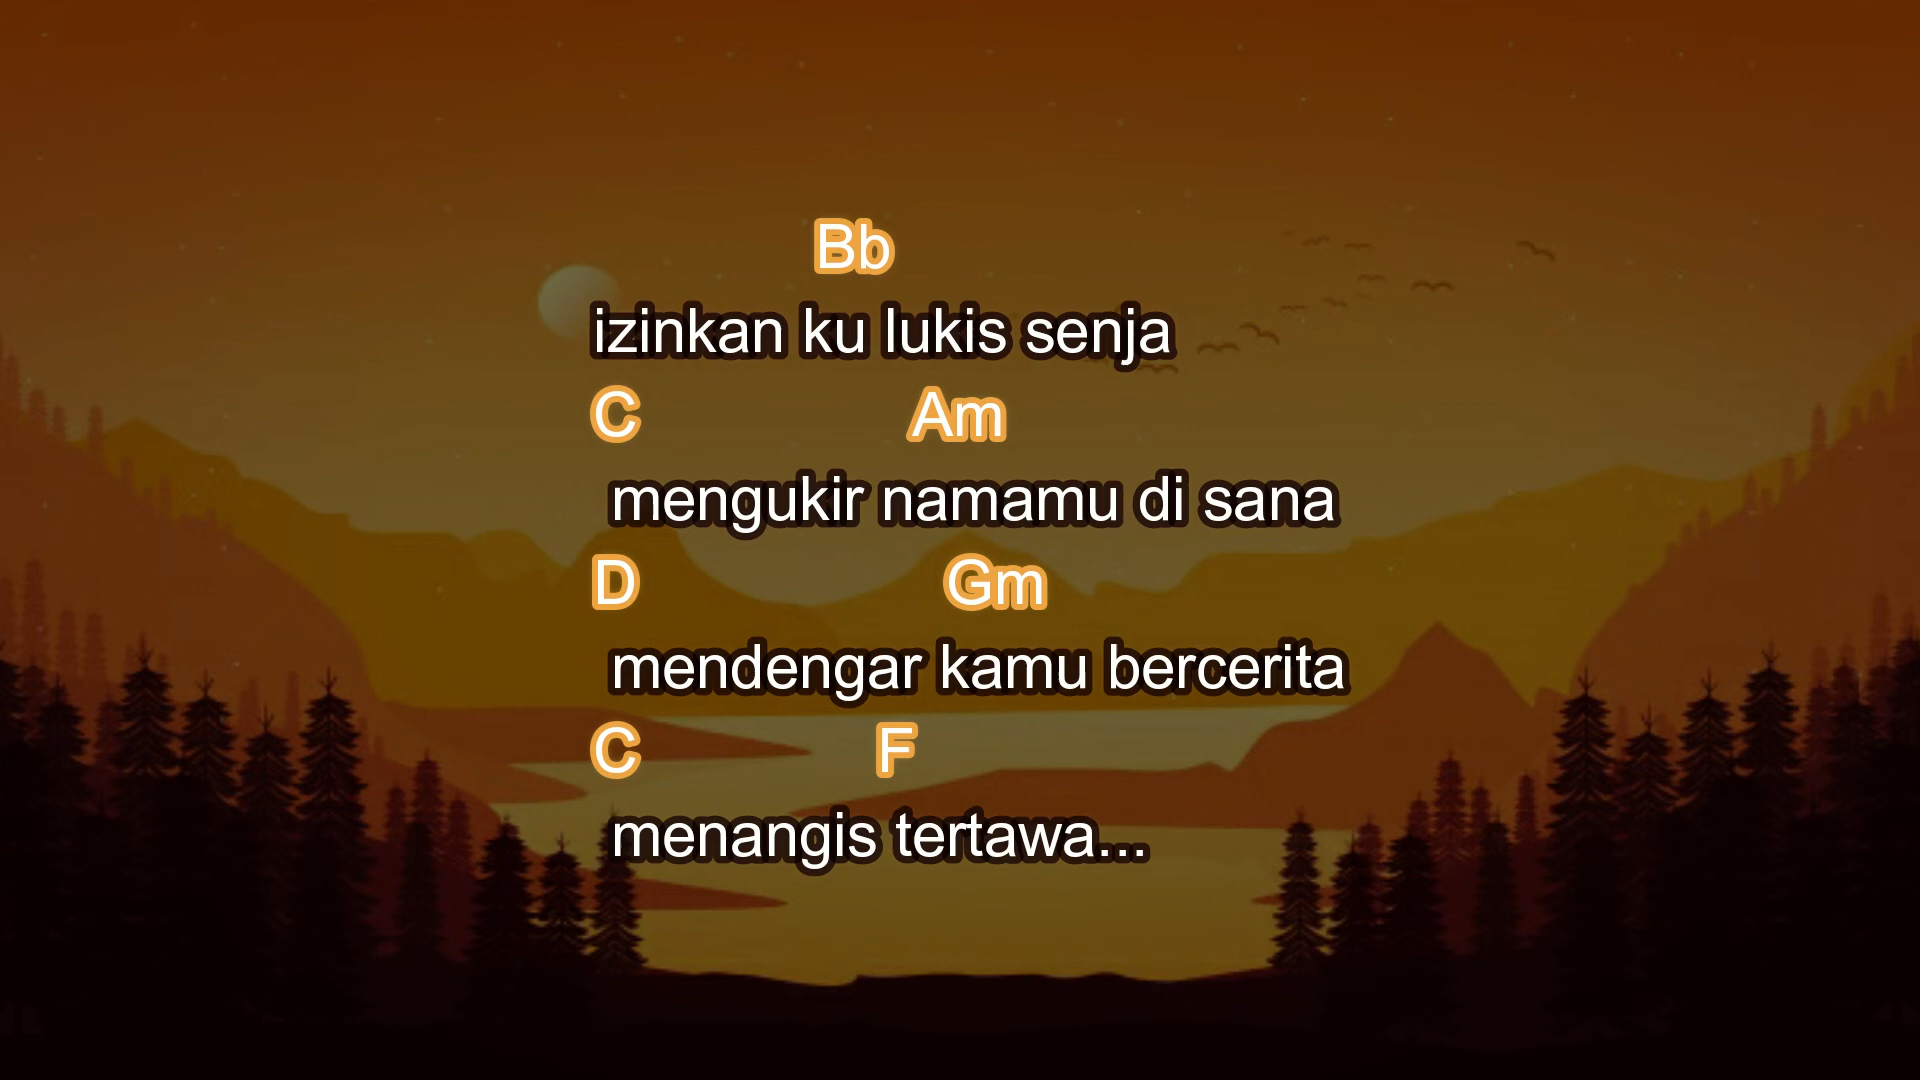 Bb
izinkan ku lukis senja
C Am
mengukir namamu di sana
D Gm
mendengar kamu bercerita
C F
menangis tertawa...